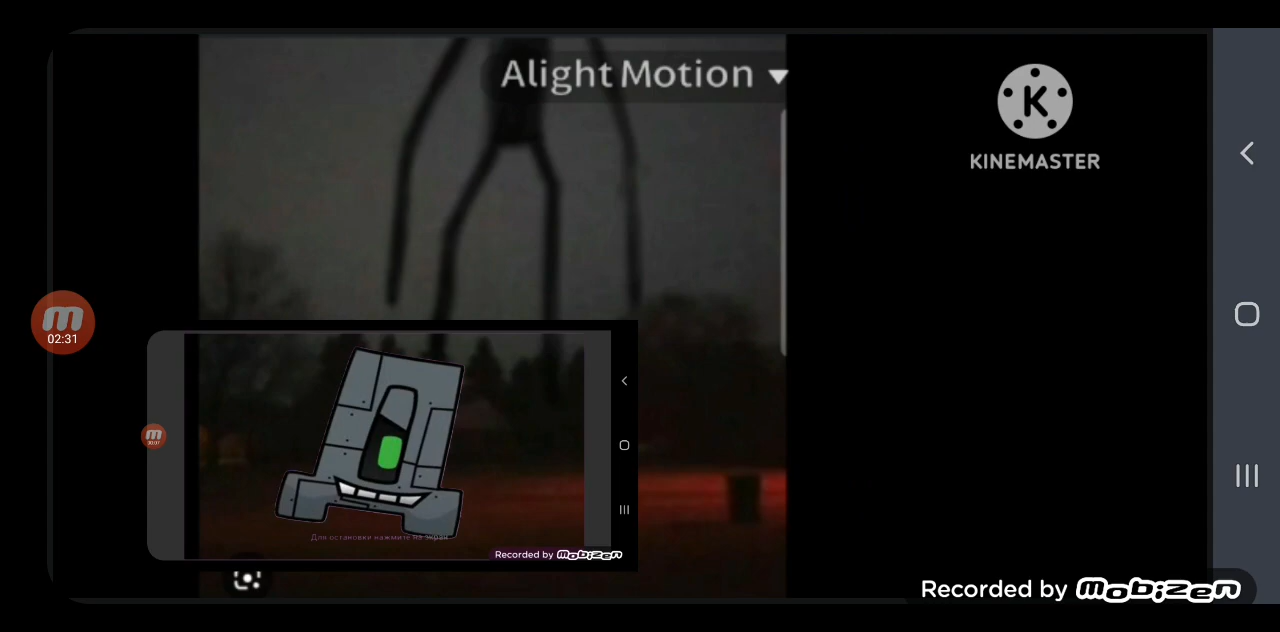 Alight Motion
KINEMASTER
02:31
Для остановки нажмите на экран
Recorded by mobizen
Recorded by mobizen